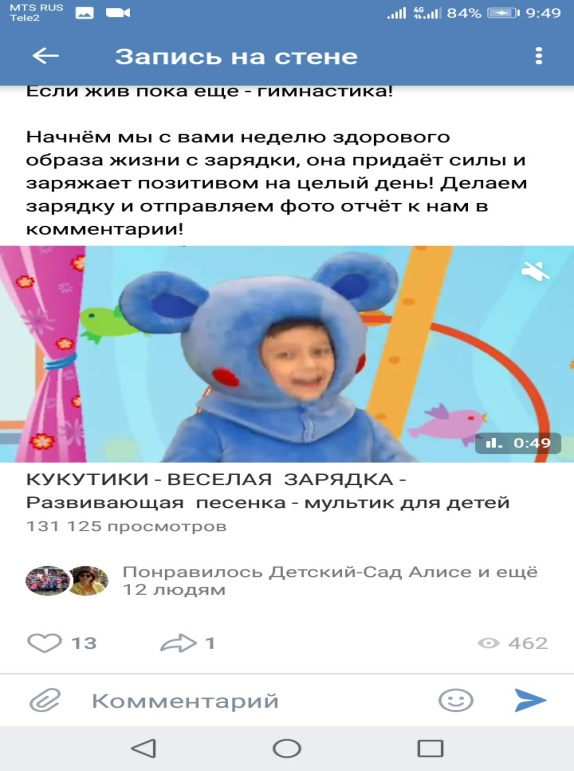 MTS RUS
Tele2
4G
84%
9:49
Запись на стене
Если жив пока еще - гимнастика!
Начнём мы с вами неделю здорового
образа жизни с зарядки, она придаёт силы и
заряжает позитивом на целый день! Делаем
зарядку и отправляем фото отчёт к нам в
комментарии!
0:49
КУКУТИКИ - ВЕСЕЛАЯ ЗАРЯДКА -
Развивающая песенка - мультик для детей
131 125 просмотров
Понравилось Детский-Сад Алисе и ещё
12 людям
13
1
462
Комментарий